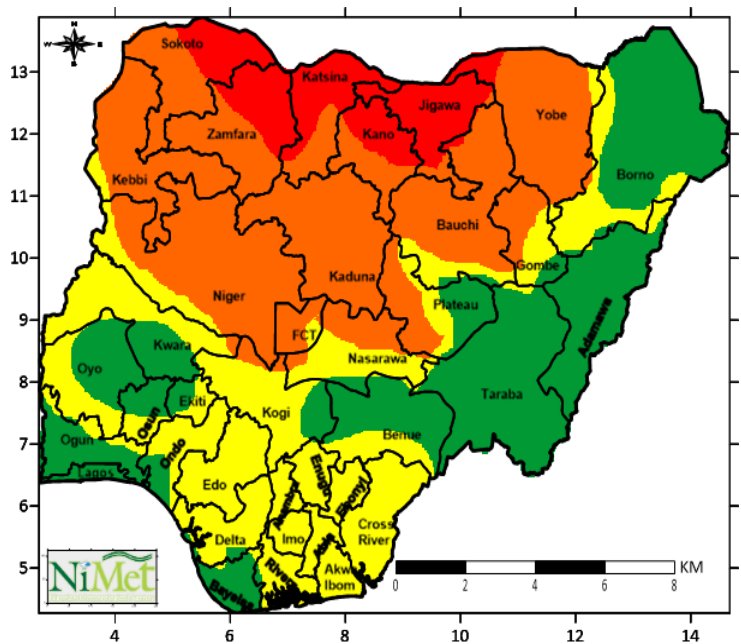 N
W E
S
Sokoto
Katsina
Jigawa
Zamfara
Kano
Yobe
Kebbi
Borno
Bauchi
Gombe
Kaduna
Niger
Plateau
Adamawa
FCT
Kwara
Nasarawa
Oyo
Taraba
Ekiti
Kogi
Osun
Ogun
Ondo
Benue
Lagos
Enugu
Edo
Anambra
Ebonyi
Cross
River
Delta
Imo
Abia
Rivers
Akwa
Ibom
Bayelsa
NiMet
KM
0 2 4 6 8
13
12
11
10
9
8
7
6
5
4 6 8 10 12 14